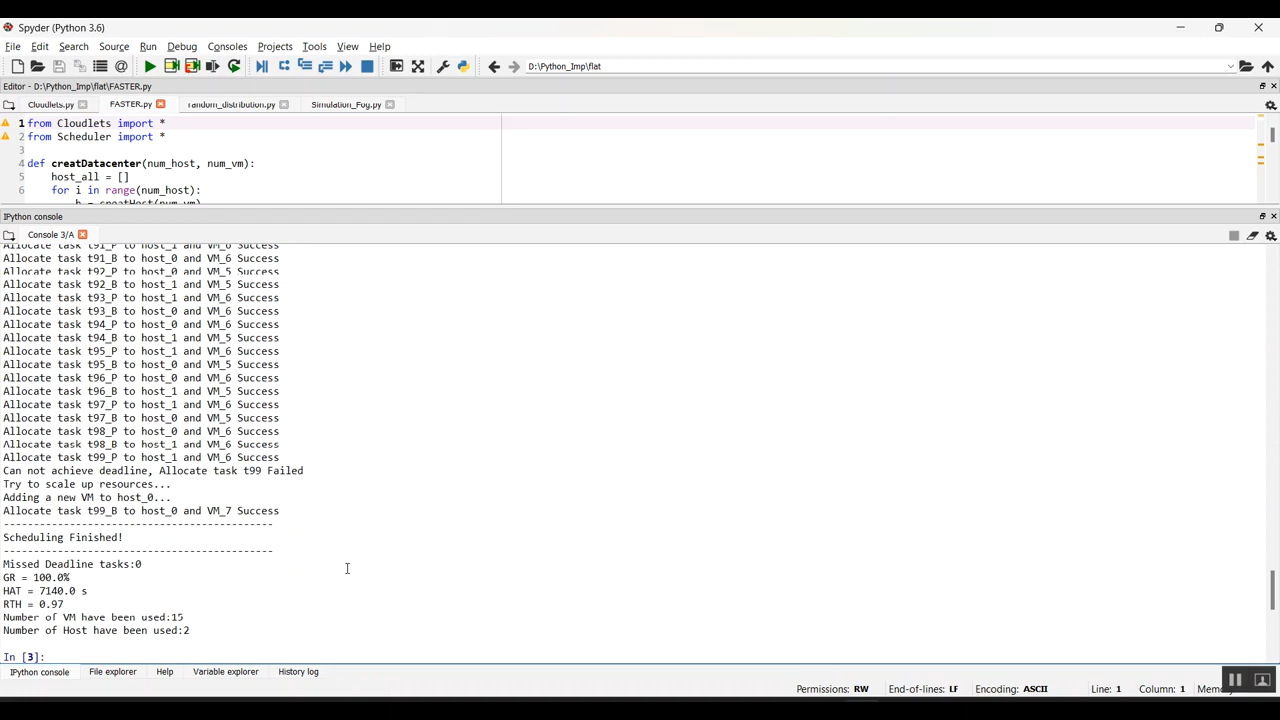 Spyder (Python 3.6)
File Edit Search Source Run Debug Consoles Projects Tools View Help
D:\Python_Imp\flat
Editor - D:\Python_Imp\flat\FASTER.py
Cloudlets.py FASTER.py random_distribution.py Simulation_Fog.py
1 from Cloudlets import *
2 from Scheduler import *
3
4 def creatDatacenter(num_host, num_vm):
5 host_all = []
6 for i in range(num_host):
h = creatHost(num_vm)
IPython console
Console 3/A
Allocate task t91_P to host_1 and VM_6 Success
Allocate task t91_B to host_0 and VM_6 Success
Allocate task t92_P to host_0 and VM_5 Success
Allocate task t92_B to host_1 and VM_5 Success
Allocate task t93_P to host_1 and VM_6 Success
Allocate task t93_B to host_0 and VM_6 Success
Allocate task t94_P to host_0 and VM_6 Success
Allocate task t94_B to host_1 and VM_5 Success
Allocate task t95_P to host_1 and VM_6 Success
Allocate task t95_B to host_0 and VM_5 Success
Allocate task t96_P to host_0 and VM_6 Success
Allocate task t96_B to host_1 and VM_5 Success
Allocate task t97_P to host_1 and VM_6 Success
Allocate task t97_B to host_0 and VM_5 Success
Allocate task t98_P to host_0 and VM_6 Success
Allocate task t98_B to host_1 and VM_6 Success
Allocate task t99_P to host_1 and VM_6 Success
Can not achieve deadline, Allocate task t99 Failed
Try to scale up resources...
Adding a new VM to host_0...
Allocate task t99_B to host_0 and VM_7 Success
---------------------------------------------
Scheduling Finished!
---------------------------------------------
Missed Deadline tasks:0
GR = 100.0%
HAT = 7140.0 s
RTH = 0.97
Number of VM have been used:15
Number of Host have been used:2
In [3]:
IPython console File explorer Help Variable explorer History log
Permissions: RW End-of-lines: LF Encoding: ASCII Line: 1 Column: 1